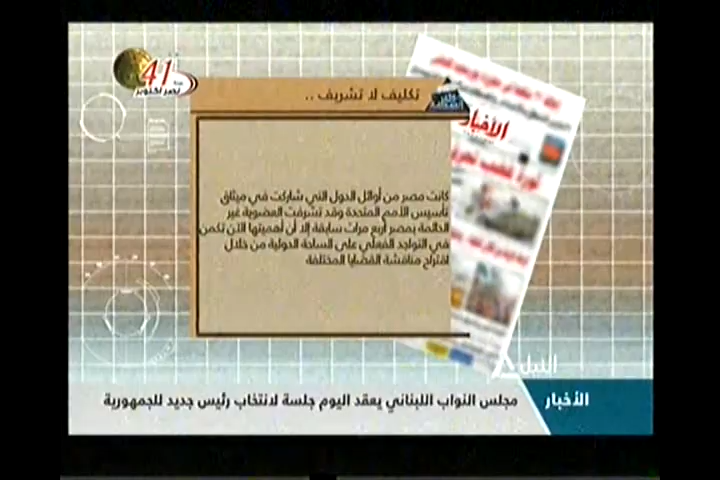 41
نصر أكتوبر
تكليف لا تشريف ..
الأخبار
كانت مصر من أوائل الدول التي شاركت في ميثاق
تأسيس الأمم المتحدة وقد تشرفت العضوية غير
الدائمة بمصر أربع مرات سابقة إلا أن أهميتها الآن تكمن
في التواجد الفعلي على الساحة الدولية من خلال
اقتراح مناقشة القضايا المختلفة
النيل
الأخبار
مجلس النواب اللبناني يعقد اليوم جلسة لانتخاب رئيس جديد للجمهورية